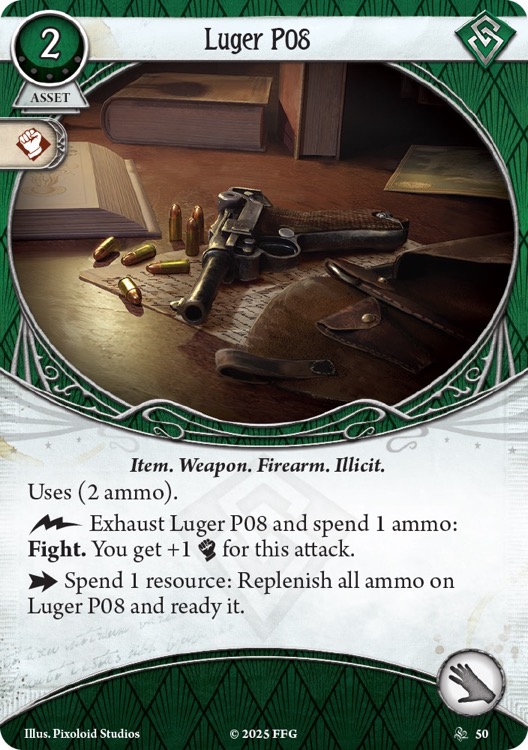 2
Luger P08
ASSET
Item. Weapon. Firearm. Illicit.
Uses (2 ammo).
Exhaust Luger P08 and spend 1 ammo:
Fight. You get +1 for this attack.
Spend 1 resource: Replenish all ammo on
Luger P08 and ready it.
Illus. Pixoloid Studios
© 2025 FFG
50